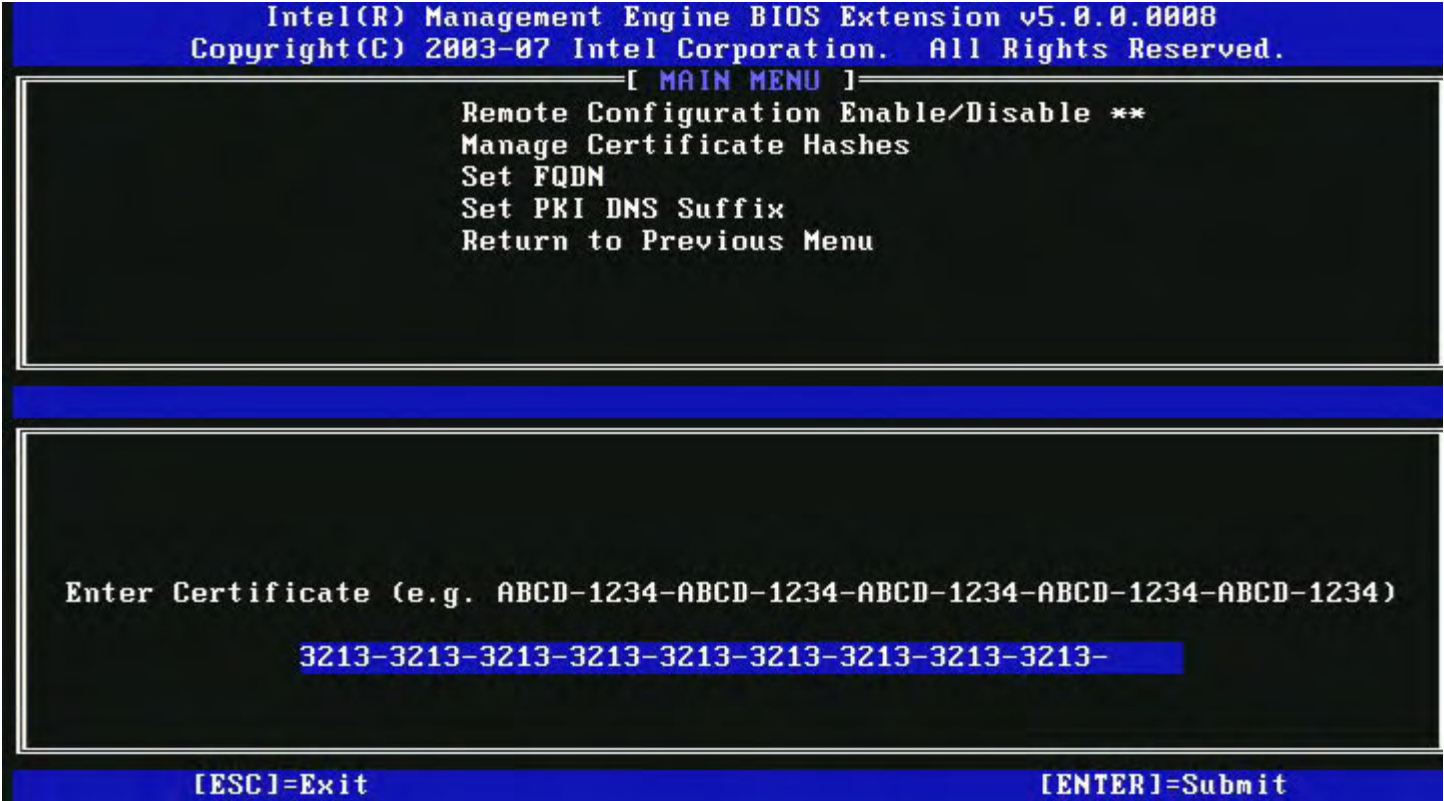 Intel(R) Management Engine BIOS Extension v5.0.0.0008
Copyright(C) 2003-07 Intel Corporation. All Rights Reserved.
[ MAIN MENU ]
Remote Configuration Enable/Disable **
Manage Certificate Hashes
Set FQDN
Set PKI DNS Suffix
Return to Previous Menu
Enter Certificate (e.g. ABCD-1234-ABCD-1234-ABCD-1234-ABCD-1234-ABCD-1234)
3213-3213-3213-3213-3213-3213-3213-3213-3213-
[ESC]=Exit [ENTER]=Submit